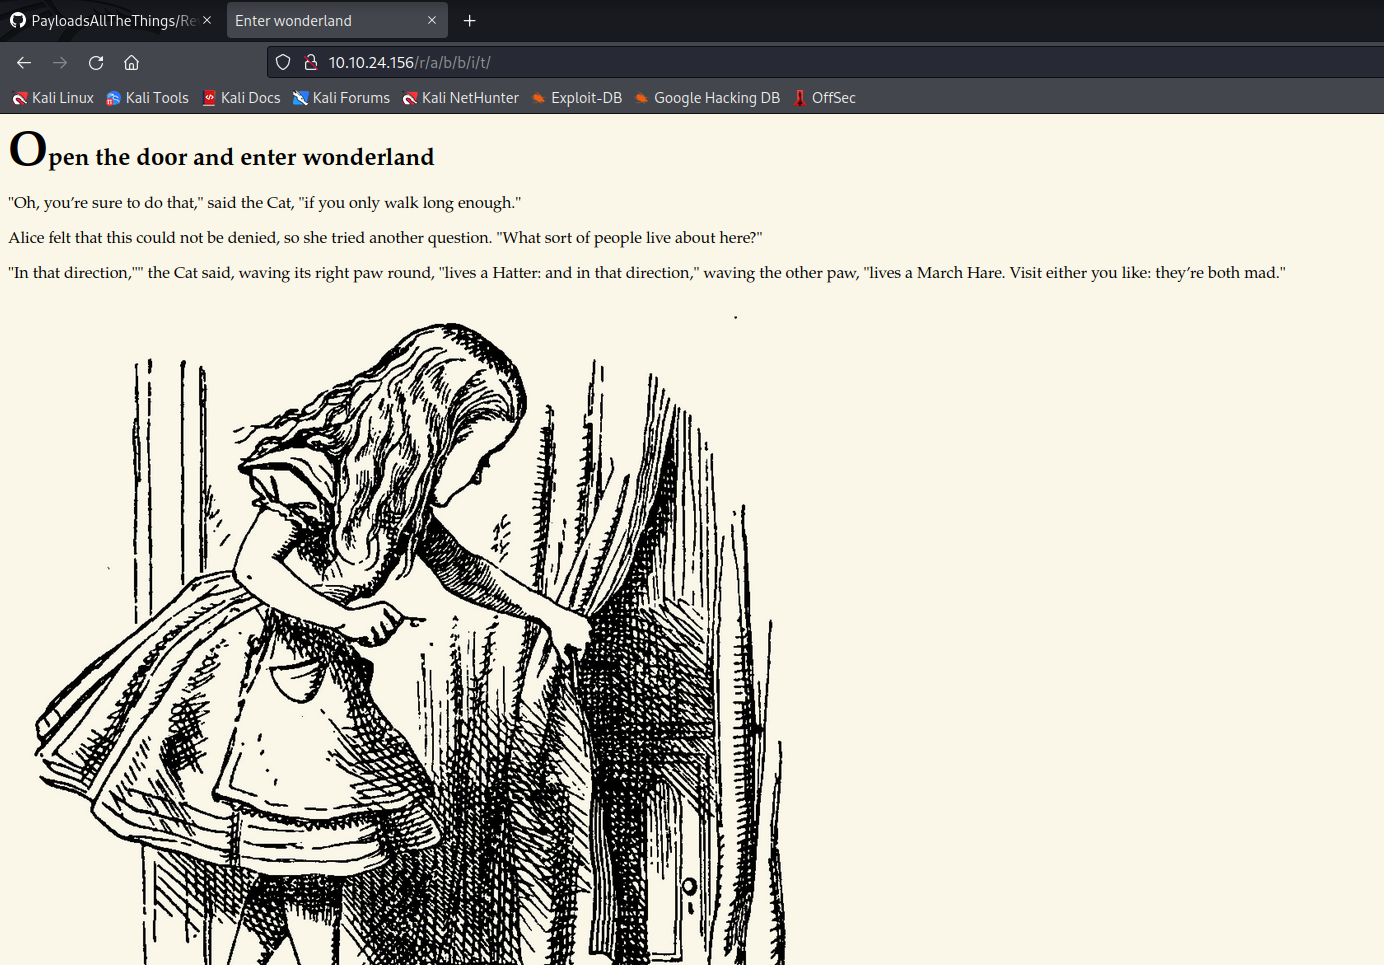 PayloadsAllTheThings/Re
Enter wonderland
10.10.24.156/r/a/b/b/i/t/
Kali Linux Kali Tools Kali Docs Kali Forums Kali NetHunter Exploit-DB Google Hacking DB OffSec
Open the door and enter wonderland
"Oh, you’re sure to do that," said the Cat, "if you only walk long enough."
Alice felt that this could not be denied, so she tried another question. "What sort of people live about here?"
"In that direction,"" the Cat said, waving its right paw round, "lives a Hatter: and in that direction," waving the other paw, "lives a March Hare. Visit either you like: they’re both mad."